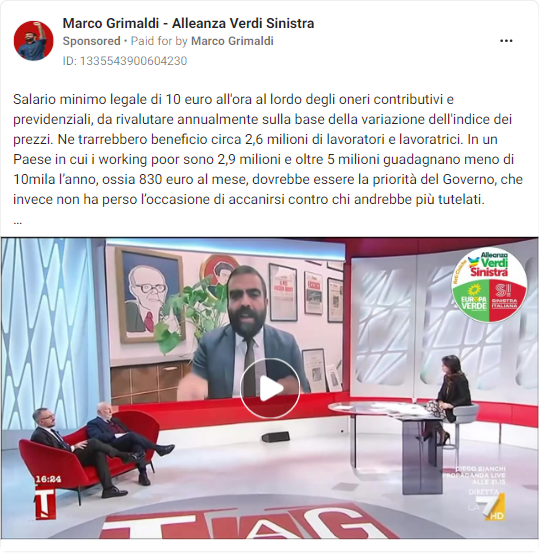 Marco Grimaldi - Alleanza Verdi Sinistra
Sponsored • Paid for by Marco Grimaldi
ID: 1335543900604230
Salario minimo legale di 10 euro all'ora al lordo degli oneri contributivi e
previdenziali, da rivalutare annualmente sulla base della variazione dell'indice dei
prezzi. Ne trarrebbero beneficio circa 2,6 milioni di lavoratori e lavoratrici. In un
Paese in cui i working poor sono 2,9 milioni e oltre 5 milioni guadagnano meno di
10mila l'anno, ossia 830 euro al mese, dovrebbe essere la priorità del Governo, che
invece non ha perso l'occasione di accanirsi contro chi andrebbe più tutelati.
...
Alleanza
Verdi
Sinistra
EUROPA
VERDE
SI
SINISTRA
ITALIANA
16:24
T
DIEGO BIANCHI
PROPAGANDA LIVE
ALLE 21.15
DIRETTA
LA 7 HD
TAG